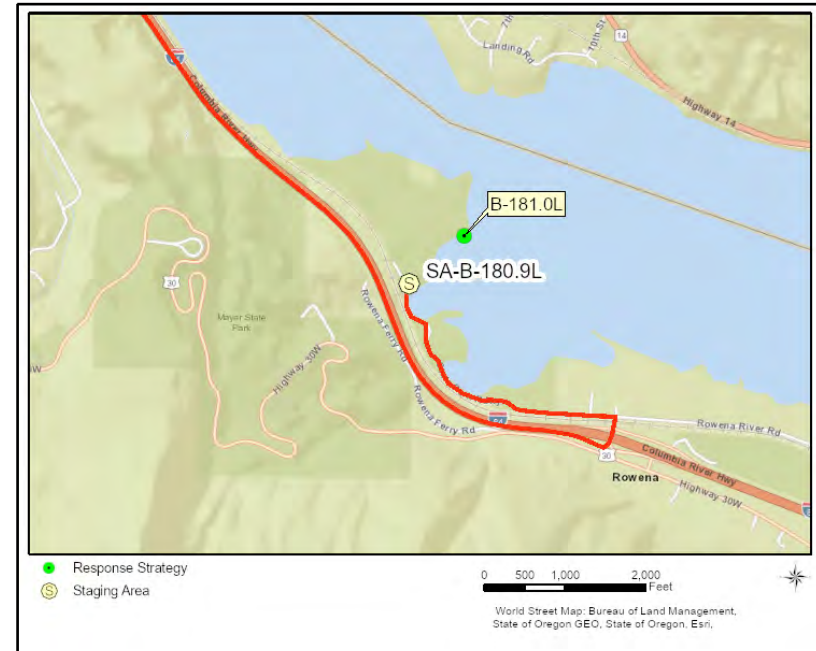 7th
Landing Rd
10th St
14
Highway 14
84
Columbia River Hwy
B-181.0L
S
SA-B-180.9L
30
Mayer State
Park
Rowena Ferry Rd
Highway 30W
Rowena Ferry Rd
84
Rowena River Rd
30
Columbia River Hwy
Rowena
Highway 30W
Response Strategy
S
Staging Area
0 500 1,000 2,000
Feet
World Street Map: Bureau of Land Management,
State of Oregon GEO, State of Oregon, Esri,